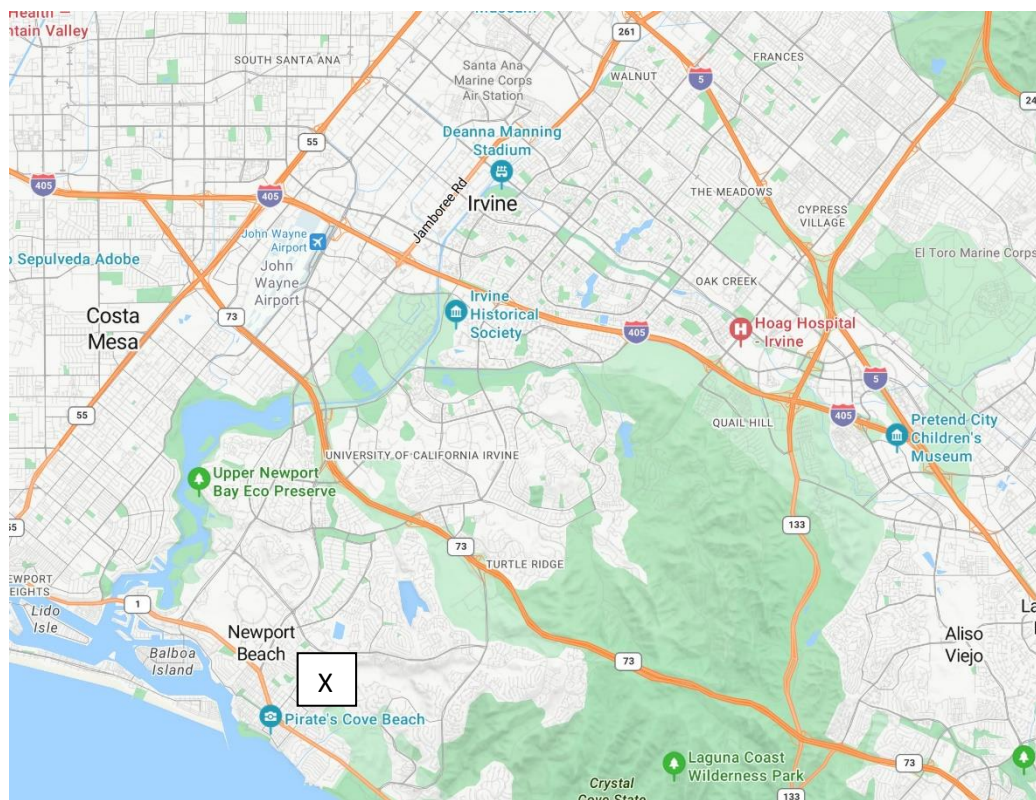 Health —
ntain Valley
SOUTH SANTA ANA
261
FRANCES
WALNUT
Santa Ana
Marine Corps
Air Station
5
24
55
Deanna Manning
Stadium
405
405
Jamboree Rd
Irvine
THE MEADOWS
CYPRESS
VILLAGE
John Wayne
Airport
o Sepulveda Adobe
John
Wayne
Airport
El Toro Marine Corps
OAK CREEK
Irvine
Historical
Society
Costa
Mesa
73
405
Hoag Hospital
- Irvine
5
55
405
QUAIL HILL
Pretend City
Children's
Museum
UNIVERSITY OF CALIFORNIA IRVINE
Upper Newport
Bay Eco Preserve
55
133
73
TURTLE RIDGE
EWPORT
EIGHTS
1
Lido
Isle
La
Newport
Beach
Balboa
Island
Aliso
Viejo
73
X
Pirate's Cove Beach
Laguna Coast
Wilderness Park
73
Crystal
Cove State
133